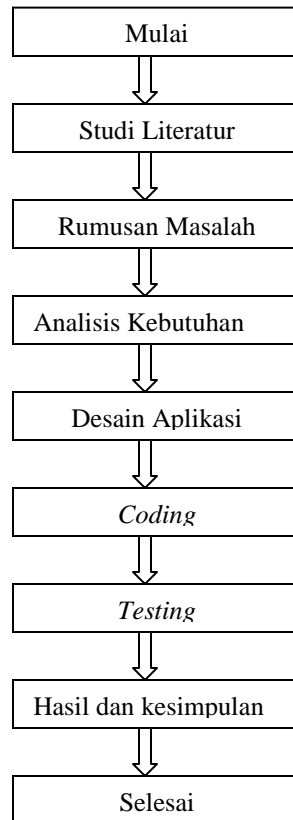 Mulai
Studi Literatur
Rumusan Masalah
Analisis Kebutuhan
Desain Aplikasi
Coding
Testing
Hasil dan kesimpulan
Selesai